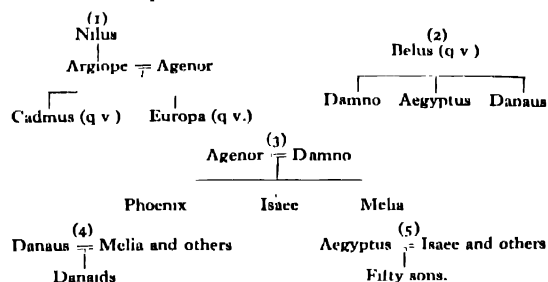 (1)
Nilus
Argiope = Agenor
Cadmus (q v ) Europa (q v.)
(2)
Belus (q v )
Damno Aegyptus Danaus
(3)
Agenor = Damno
Phoenix Isaee Melia
(4)
Danaus = Melia and others
Danaids
(5)
Aegyptus = Isaee and others
Fifty sons.